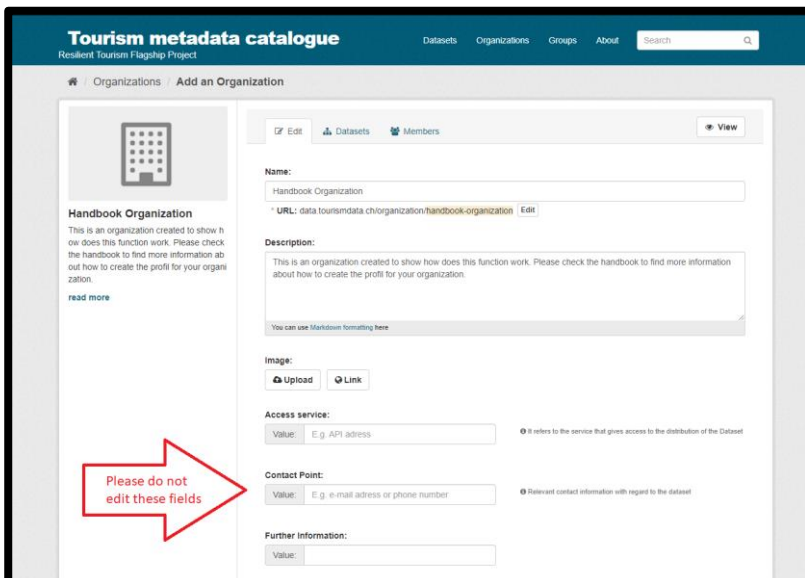 Tourism metadata catalogue
Resilient Tourism Flagship Project
Datasets Organizations Groups About Search
/ Organizations / Add an Organization
Handbook Organization
This is an organization created to show h
ow does this function work. Please check
the handbook to find more information ab
out how to create the profil for your organi
zation.
read more
Edit Datasets Members View
Name:
Handbook Organization
* URL: data.tourismdata.ch/organization/handbook-organization Edit
Description:
This is an organization created to show how does this function work. Please check the handbook to find more information
about how to create the profil for your organization.
You can use Markdown formatting here
Image:
Upload Link
Access service:
Value: E.g. API adress
It refers to the service that gives access to the distribution of the Dataset
Please do not
edit these fields
Contact Point:
Value: E.g. e-mail adress or phone number
Relevant contact information with regard to the dataset
Further Information:
Value: